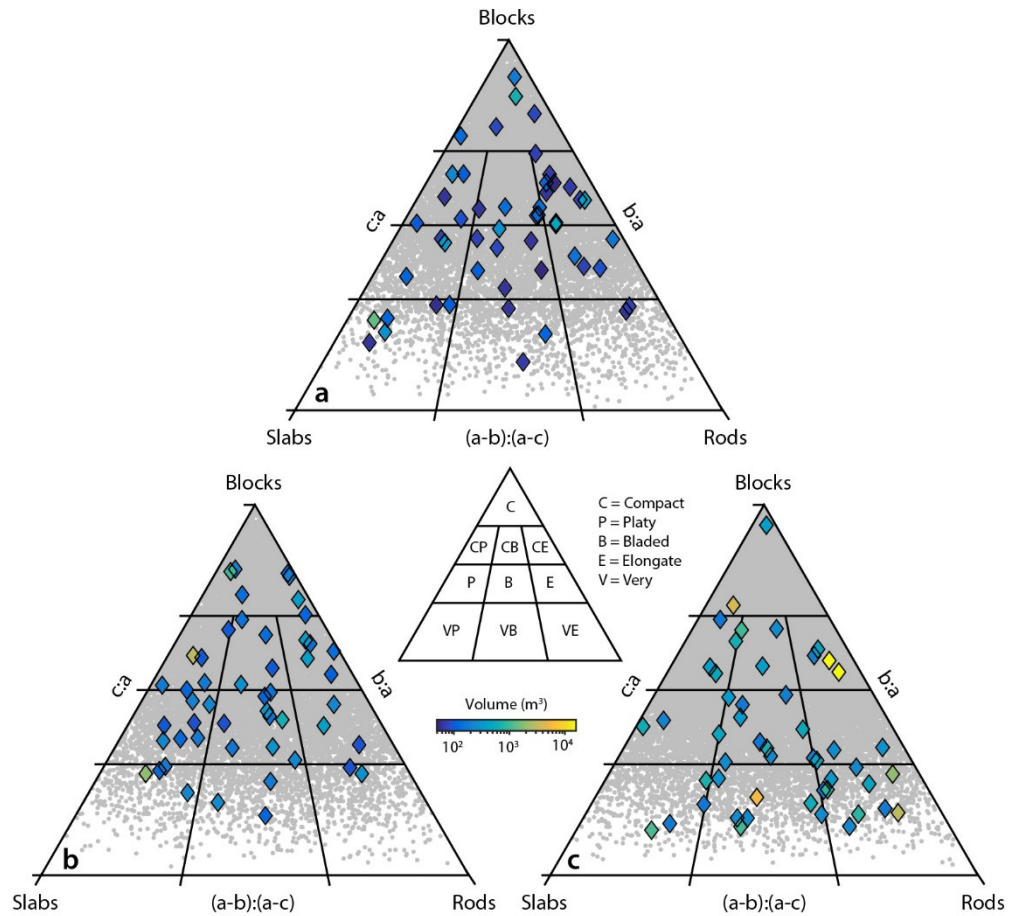 Blocks
c:a
b:a
a
Slabs
(a-b):(a-c)
Rods
Blocks
c:a
b:a
b
Slabs
(a-b):(a-c)
Rods
C
CP
CB
CE
P
B
E
VP
VB
VE
C = Compact
P = Platy
B = Bladed
E = Elongate
V = Very
Volume (m³)
10² 10³ 10⁴
Blocks
c:a
b:a
c
Slabs
(a-b):(a-c)
Rods